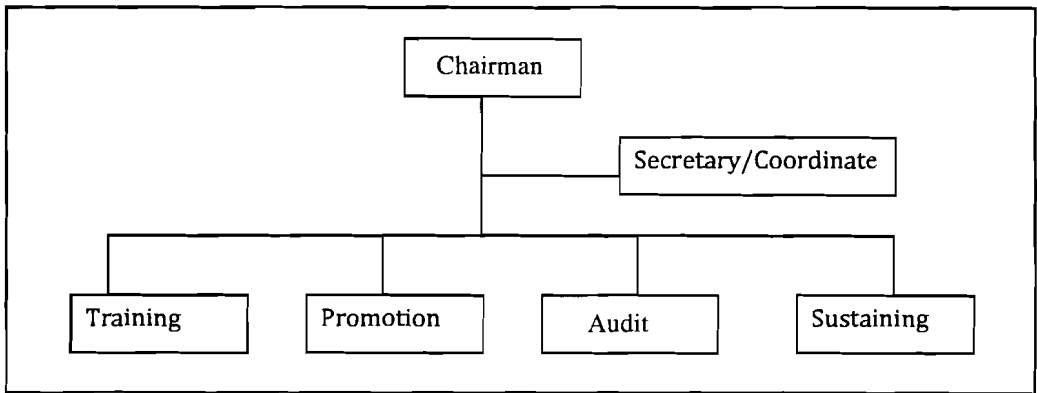 Chairman
Secretary/Coordinate
Training
Promotion
Audit
Sustaining